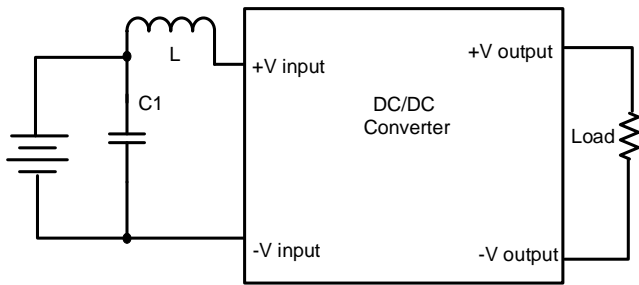 L
+V input
+V output
C1
DC/DC
Converter
Load
-V input
-V output